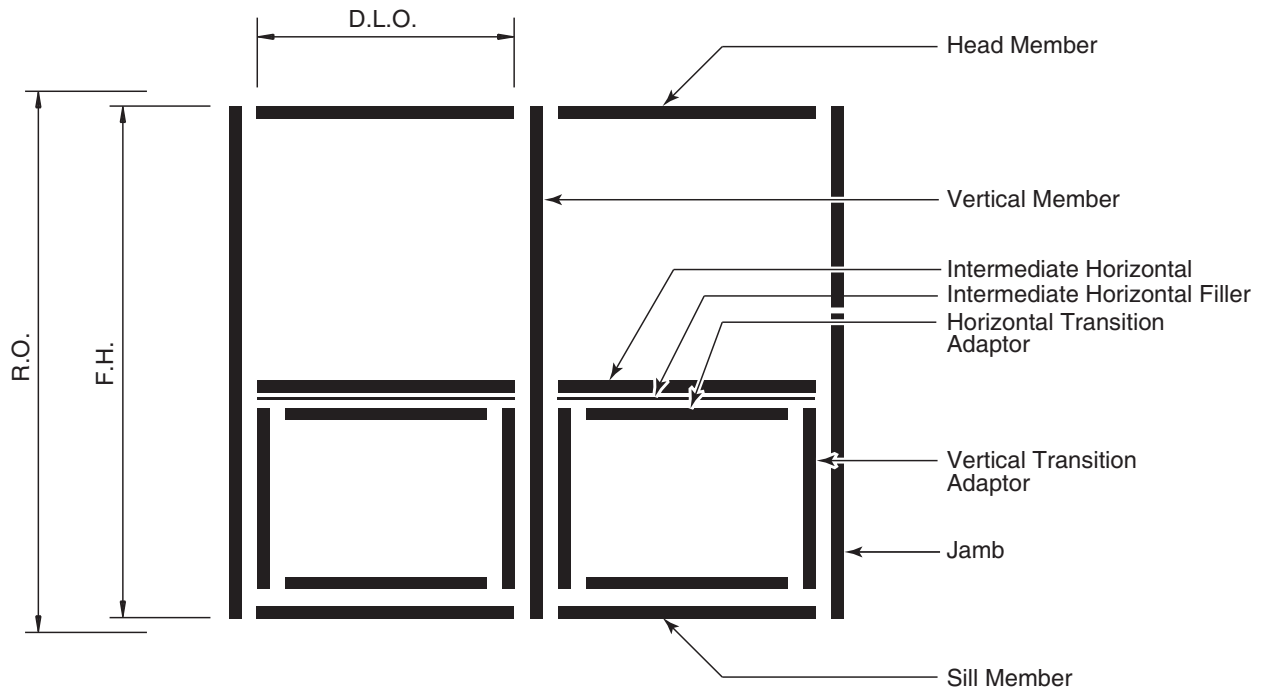 D.L.O.
Head Member
R.O.
F.H.
Vertical Member
Intermediate Horizontal
Intermediate Horizontal Filler
Horizontal Transition
Adaptor
Vertical Transition
Adaptor
Jamb
Sill Member